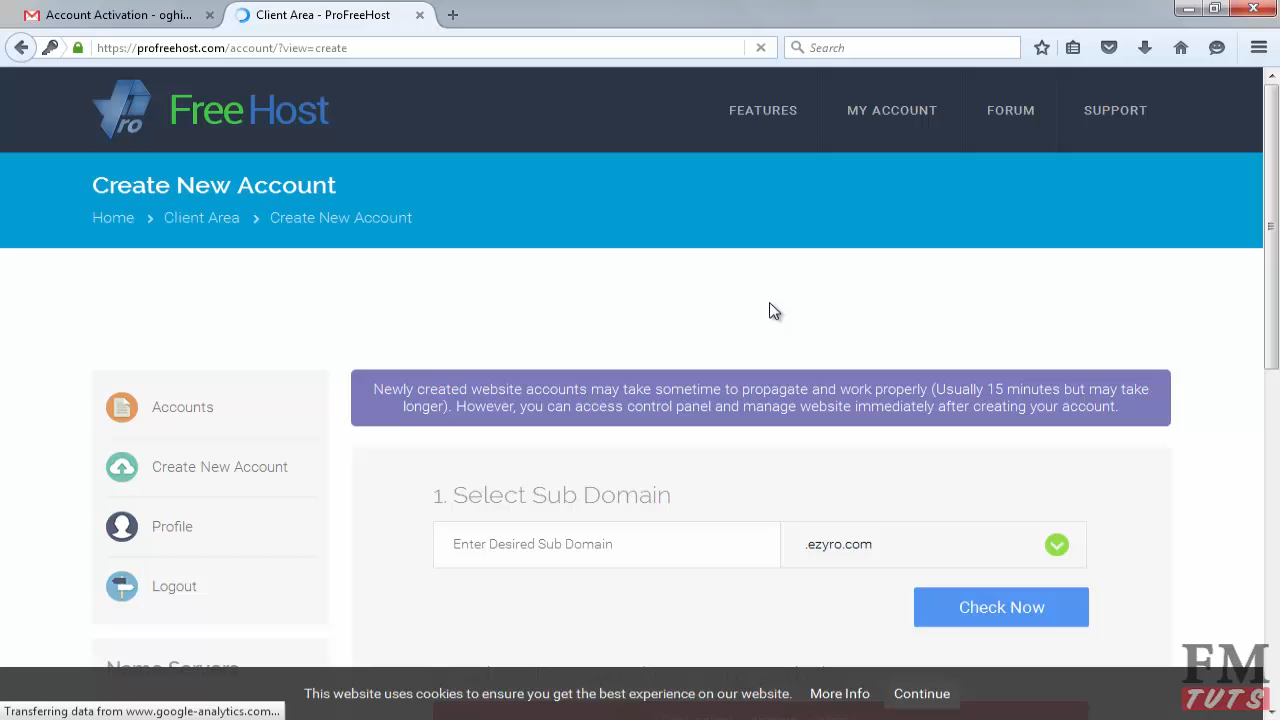 Account Activation - oghi...
Client Area - ProFreeHost
https://profreehost.com/account/?view=create
Search
ro FreeHost
FEATURES
MY ACCOUNT
FORUM
SUPPORT
Create New Account
Home
Client Area
Create New Account
Newly created website accounts may take sometime to propagate and work properly (Usually 15 minutes but may take
longer). However, you can access control panel and manage website immediately after creating your account.
Accounts
Create New Account
Profile
Logout
1. Select Sub Domain
Enter Desired Sub Domain
.ezyro.com
Check Now
Name Servers
This website uses cookies to ensure you get the best experience on our website.
More Info
Continue
Transferring data from www.google-analytics.com...
FM
TUTS